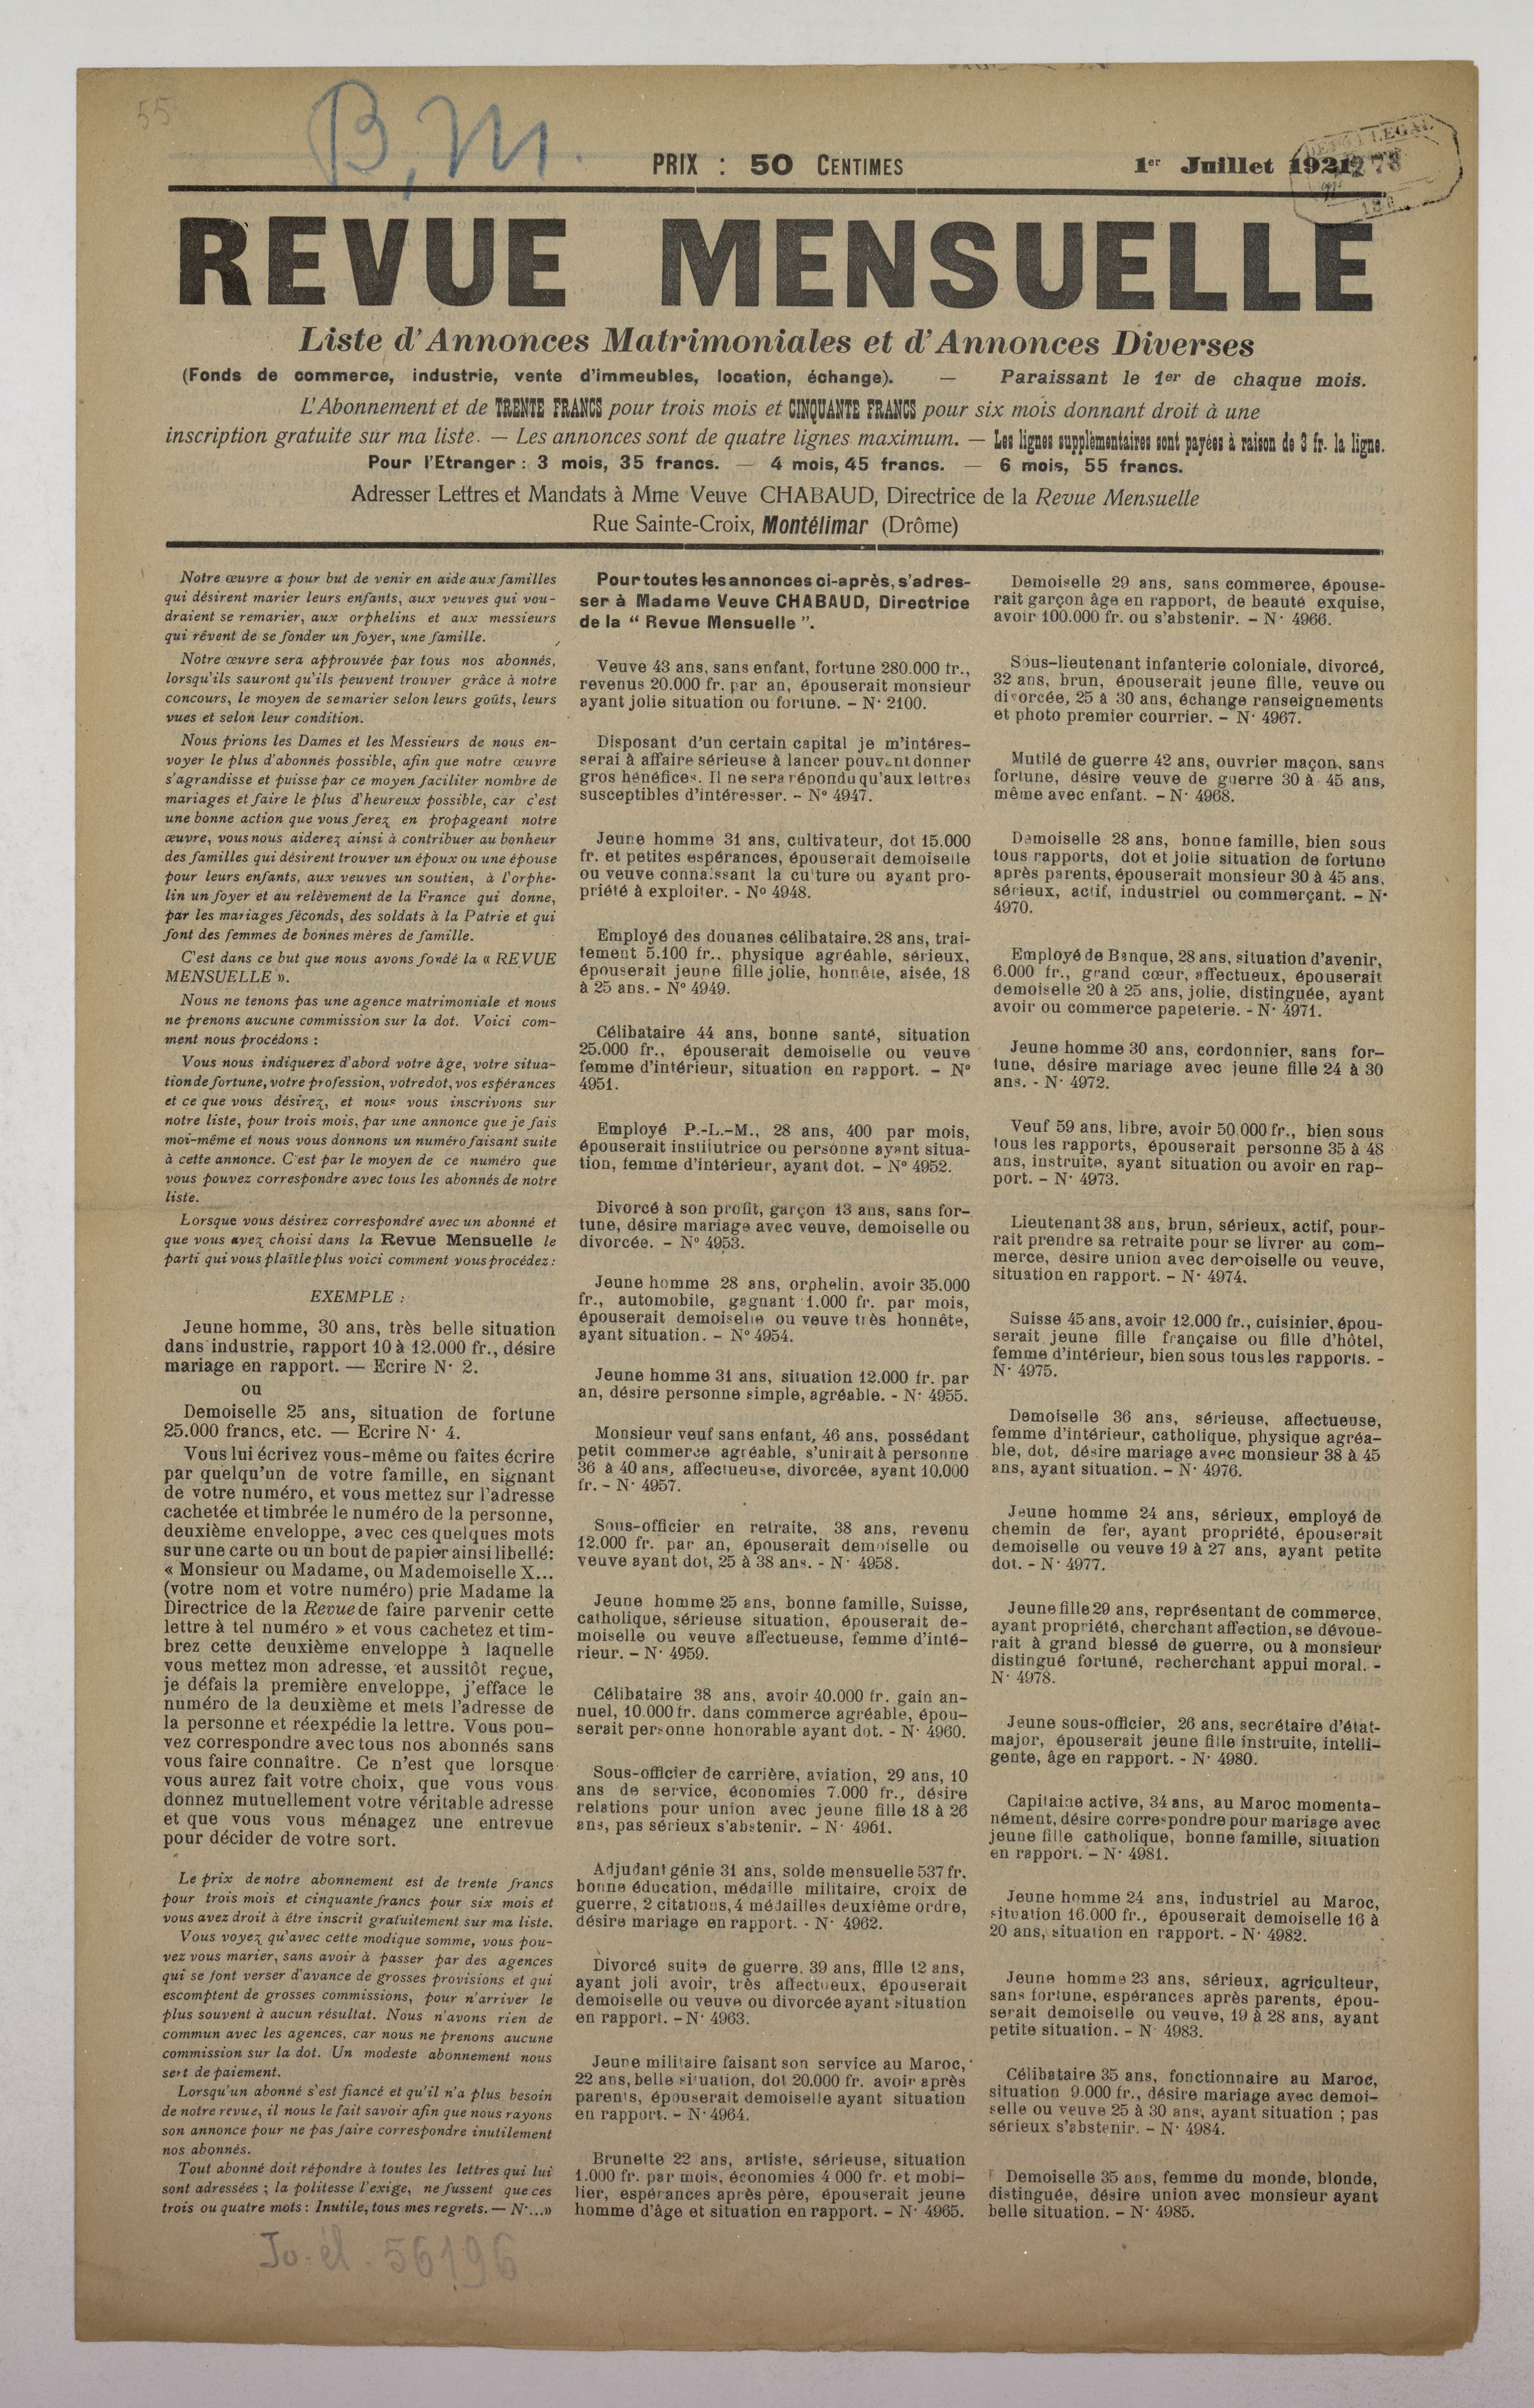 55
B, M.
PRIX : 50 CENTIMES
1er Juillet 1921
DEPOT LEGAL
273
REVUE MENSUELLE
Liste d'Annonces Matrimoniales et d'Annonces Diverses
(Fonds de commerce, industrie, vente d'immeubles, location, échange). — Paraissant le 1er de chaque mois.
L'Abonnement et de TRENTE FRANCS pour trois mois et CINQUANTE FRANCS pour six mois donnant droit à une
inscription gratuite sur ma liste. — Les annonces sont de quatre lignes maximum. — Les lignes supplèmentaires sont payées à raison de 3 fr. la ligne.
Pour l'Etranger : 3 mois, 35 francs. — 4 mois, 45 francs. — 6 mois, 55 francs.
Adresser Lettres et Mandats à Mme Veuve CHABAUD, Directrice de la Revue Mensuelle
Rue Sainte-Croix, Montélimar (Drôme)
Notre œuvre a pour but de venir en aide aux familles
qui désirent marier leurs enfants, aux veuves qui vou-
draient se remarier, aux orphelins et aux messieurs
qui rêvent de se fonder un foyer, une famille.
Notre œuvre sera approuvée par tous nos abonnés,
lorsqu'ils sauront qu'ils peuvent trouver grâce à notre
concours, le moyen de se marier selon leurs goûts, leurs
vues et selon leur condition.
Nous prions les Dames et les Messieurs de nous en-
voyer le plus d'abonnés possible, afin que notre œuvre
s'agrandisse et puisse par ce moyen faciliter nombre de
mariages et faire le plus d'heureux possible, car c'est
une bonne action que vous ferez en propageant notre
œuvre, vous nous aiderez ainsi à contribuer au bonheur
des familles qui désirent trouver un époux ou une épouse
pour leurs enfants, aux veuves un soutien, à l'orphe-
lin un foyer et au relèvement de la France qui donne,
par les mariages féconds, des soldats à la Patrie et qui
font des femmes de bonnes mères de famille.
C'est dans ce but que nous avons fondé la « REVUE
MENSUELLE ».
Nous ne tenons pas une agence matrimoniale et nous
ne prenons aucune commission sur la dot. Voici com-
ment nous procédons :
Vous nous indiquerez d'abord votre âge, votre situa-
tion de fortune, votre profession, votre dot, vos espérances
et ce que vous désirez, et nous vous inscrivons sur
notre liste, pour trois mois, par une annonce que je fais
moi-même et nous vous donnons un numéro faisant suite
à cette annonce. C'est par le moyen de ce numéro que
vous pouvez correspondre avec tous les abonnés de notre
liste.
Lorsque vous désirez correspondre avec un abonné et
que vous avez choisi dans la Revue Mensuelle le
parti qui vous plaît le plus voici comment vous procédez :
EXEMPLE :
Jeune homme, 30 ans, très belle situation
dans industrie, rapport 10 à 12.000 fr., désire
mariage en rapport. — Ecrire N· 2.
ou
Demoiselle 25 ans, situation de fortune
25.000 francs, etc. — Ecrire N· 4.
Vous lui écrivez vous-même ou faites écrire
par quelqu'un de votre famille, en signant
de votre numéro, et vous mettez sur l'adresse
cachetée et timbrée le numéro de la personne,
deuxième enveloppe, avec ces quelques mots
sur une carte ou un bout de papier ainsi libellé:
« Monsieur ou Madame, ou Mademoiselle X...
(votre nom et votre numéro) prie Madame la
Directrice de la Revue de faire parvenir cette
lettre à tel numéro » et vous cachetez et tim-
brez cette deuxième enveloppe à laquelle
vous mettez mon adresse, et aussitôt reçue,
je défais la première enveloppe, j'efface le
numéro de la deuxième et mets l'adresse de
la personne et réexpédie la lettre. Vous pou-
vez correspondre avec tous nos abonnés sans
vous faire connaître. Ce n'est que lorsque
vous aurez fait votre choix, que vous vous
donnez mutuellement votre véritable adresse
et que vous vous ménagez une entrevue
pour décider de votre sort.
Le prix de notre abonnement est de trente francs
pour trois mois et cinquante francs pour six mois et
vous avez droit à être inscrit gratuitement sur ma liste.
Vous voyez qu'avec cette modique somme, vous pou-
vez vous marier, sans avoir à passer par des agences
qui se font verser d'avance de grosses provisions et qui
escomptent de grosses commissions, pour n'arriver le
plus souvent à aucun résultat. Nous n'avons rien de
commun avec les agences, car nous ne prenons aucune
commission sur la dot. Un modeste abonnement nous
sert de paiement.
Lorsqu'un abonné s'est fiancé et qu'il n'a plus besoin
de notre revue, il nous le fait savoir afin que nous rayons
son annonce pour ne pas faire correspondre inutilement
nos abonnés.
Tout abonné doit répondre à toutes les lettres qui lui
sont adressées ; la politesse l'exige, ne fussent que ces
trois ou quatre mots : Inutile, tous mes regrets. — N·...»
Pour toutes les annonces ci-après, s'adres-
ser à Madame Veuve CHABAUD, Directrice
de la “ Revue Mensuelle ”.
Veuve 43 ans, sans enfant, fortune 280.000 fr.,
revenus 20.000 fr. par an, épouserait monsieur
ayant jolie situation ou fortune. – N· 2100.
Disposant d'un certain capital je m'intéres-
serai à affaire sérieuse à lancer pouvant donner
gros bénéfices. Il ne sera répondu qu'aux lettres
susceptibles d'intéresser. – Nº 4947.
Jeune homme 31 ans, cultivateur, dot 15.000
fr. et petites espérances, épouserait demoiselle
ou veuve connaissant la culture ou ayant pro-
priété à exploiter. - Nº 4948.
Employé des douanes célibataire, 28 ans, trai-
tement 5.100 fr., physique agréable, sérieux,
épouserait jeune fille jolie, honnête, aisée, 18
à 25 ans. - Nº 4949.
Célibataire 44 ans, bonne santé, situation
25.000 fr., épouserait demoiselle ou veuve
femme d'intérieur, situation en rapport. – Nº
4951.
Employé P.-L.-M., 28 ans, 400 par mois,
épouserait institutrice ou personne ayant situa-
tion, femme d'intérieur, ayant dot. – Nº 4952.
Divorcé à son profit, garçon 13 ans, sans for-
tune, désire mariage avec veuve, demoiselle ou
divorcée. – Nº 4953.
Jeune homme 28 ans, orphelin, avoir 35.000
fr., automobile, gagnant 1.000 fr. par mois,
épouserait demoiselle ou veuve très honnête,
ayant situation. – Nº 4954.
Jeune homme 31 ans, situation 12.000 fr. par
an, désire personne simple, agréable. - N· 4955.
Monsieur veuf sans enfant, 46 ans, possédant
petit commerce agréable, s'unirait à personne
36 à 40 ans, affectueuse, divorcée, ayant 10.000
fr. – N· 4957.
Sous-officier en retraite, 38 ans, revenu
12.000 fr. par an, épouserait demoiselle ou
veuve ayant dot, 25 à 38 ans. - N· 4958.
Jeune homme 25 ans, bonne famille, Suisse,
catholique, sérieuse situation, épouserait de-
moiselle ou veuve affectueuse, femme d'inté-
rieur. – N· 4959.
Célibataire 38 ans, avoir 40.000 fr. gain an-
nuel, 10.000 fr. dans commerce agréable, épou-
serait personne honorable ayant dot. - N· 4960.
Sous-officier de carrière, aviation, 29 ans, 10
ans de service, économies 7.000 fr., désire
relations pour union avec jeune fille 18 à 26
ans, pas sérieux s'abstenir. – N· 4961.
Adjudant génie 31 ans, solde mensuelle 537 fr.
bonne éducation, médaille militaire, croix de
guerre, 2 citations, 4 médailles deuxième ordre,
désire mariage en rapport. - N· 4962.
Divorcé suite de guerre, 39 ans, fille 12 ans,
ayant joli avoir, très affectueux, épouserait
demoiselle ou veuve ou divorcée ayant situation
en rapport. – N· 4963.
Jeune militaire faisant son service au Maroc,
22 ans, belle situation, dot 20.000 fr. avoir après
parents, épouserait demoiselle ayant situation
en rapport. – N· 4964.
Brunette 22 ans, artiste, sérieuse, situation
1.000 fr. par mois, économies 4 000 fr. et mobi-
lier, espérances après père, épouserait jeune
homme d'âge et situation en rapport. – N· 4965.
Demoiselle 29 ans, sans commerce, épouse-
rait garçon âge en rapport, de beauté exquise,
avoir 100.000 fr. ou s'abstenir. – N· 4966.
Sous-lieutenant infanterie coloniale, divorcé,
32 ans, brun, épouserait jeune fille, veuve ou
divorcée, 25 à 30 ans, échange renseignements
et photo premier courrier. – N· 4967.
Mutilé de guerre 42 ans, ouvrier maçon, sans
fortune, désire veuve de guerre 30 à 45 ans,
même avec enfant. – N· 4968.
Demoiselle 28 ans, bonne famille, bien sous
tous rapports, dot et jolie situation de fortune
après parents, épouserait monsieur 30 à 45 ans,
sérieux, actif, industriel ou commerçant. – N·
4970.
Employé de Banque, 28 ans, situation d'avenir,
6.000 fr., grand cœur, affectueux, épouserait
demoiselle 20 à 25 ans, jolie, distinguée, ayant
avoir ou commerce papeterie. - N· 4971.
Jeune homme 30 ans, cordonnier, sans for-
tune, désire mariage avec jeune fille 24 à 30
ans. - N· 4972.
Veuf 59 ans, libre, avoir 50.000 fr., bien sous
tous les rapports, épouserait personne 35 à 48
ans, instruite, ayant situation ou avoir en rap-
port. – N· 4973.
Lieutenant 38 ans, brun, sérieux, actif, pour-
rait prendre sa retraite pour se livrer au com-
merce, désire union avec demoiselle ou veuve,
situation en rapport. – N· 4974.
Suisse 45 ans, avoir 12.000 fr., cuisinier, épou-
serait jeune fille française ou fille d'hôtel,
femme d'intérieur, bien sous tous les rapports. -
N· 4975.
Demoiselle 36 ans, sérieuse, affectueuse,
femme d'intérieur, catholique, physique agréa-
ble, dot, désire mariage avec monsieur 38 à 45
ans, ayant situation. – N· 4976.
Jeune homme 24 ans, sérieux, employé de
chemin de fer, ayant propriété, épouserait
demoiselle ou veuve 19 à 27 ans, ayant petite
dot. - N· 4977.
Jeune fille 29 ans, représentant de commerce,
ayant propriété, cherchant affection, se dévoue-
rait à grand blessé de guerre, ou à monsieur
distingué fortuné, recherchant appui moral. -
N· 4978.
Jeune sous-officier, 26 ans, secrétaire d'état-
major, épouserait jeune fille instruite, intelli-
gente, âge en rapport. - N· 4980.
Capitaine active, 34 ans, au Maroc momenta-
nément, désire correspondre pour mariage avec
jeune fille catholique, bonne famille, situation
en rapport. – N· 4981.
Jeune homme 24 ans, industriel au Maroc,
situation 16.000 fr., épouserait demoiselle 16 à
20 ans, situation en rapport. - N· 4982.
Jeune homme 23 ans, sérieux, agriculteur,
sans fortune, espérances après parents, épou-
serait demoiselle ou veuve, 19 à 28 ans, ayant
petite situation. – N· 4983.
Célibataire 35 ans, fonctionnaire au Maroc,
situation 9.000 fr., désire mariage avec demoi-
selle ou veuve 25 à 30 ans, ayant situation ; pas
sérieux s'abstenir. – N· 4984.
Demoiselle 35 ans, femme du monde, blonde,
distinguée, désire union avec monsieur ayant
belle situation. – N· 4985.
Jo. él. 56196